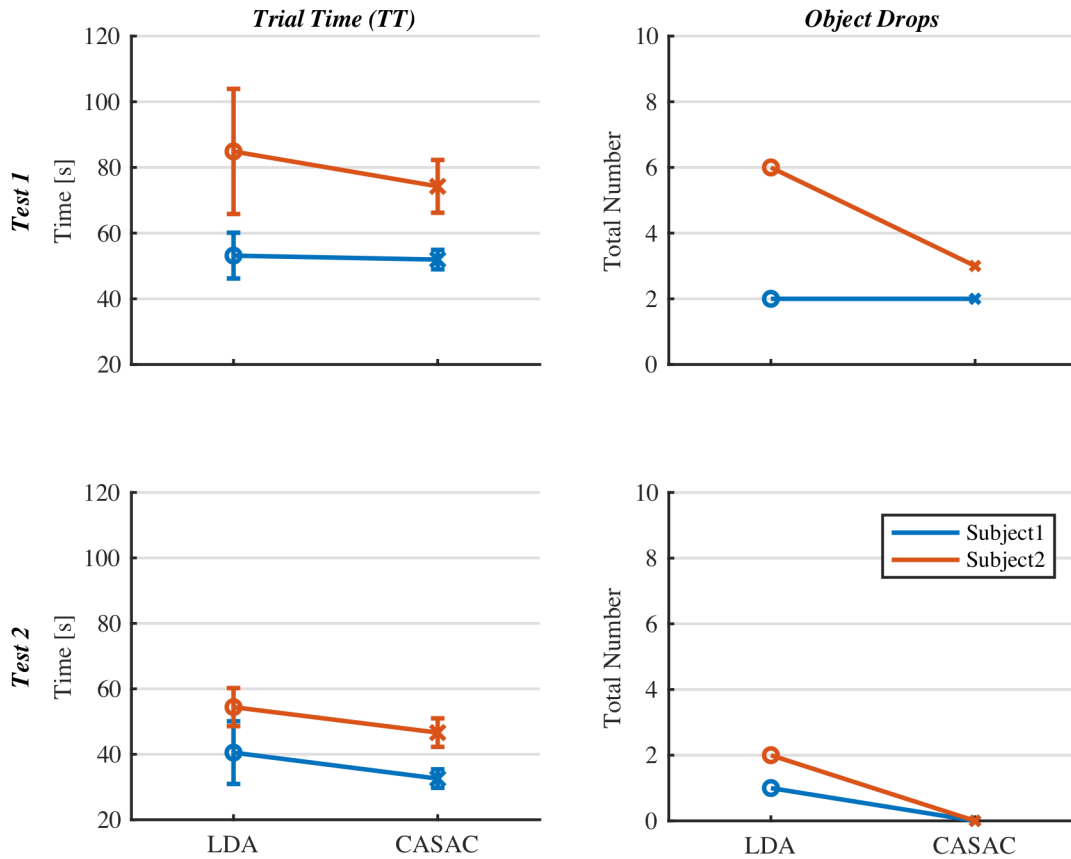 Trial Time (TT)
Object Drops
Test 1
Time [s]
120
100
80
60
40
20
Total Number
10
8
6
4
2
0
Test 2
Time [s]
120
100
80
60
40
20
LDA
CASAC
Total Number
10
8
6
4
2
0
LDA
CASAC
Subject1
Subject2